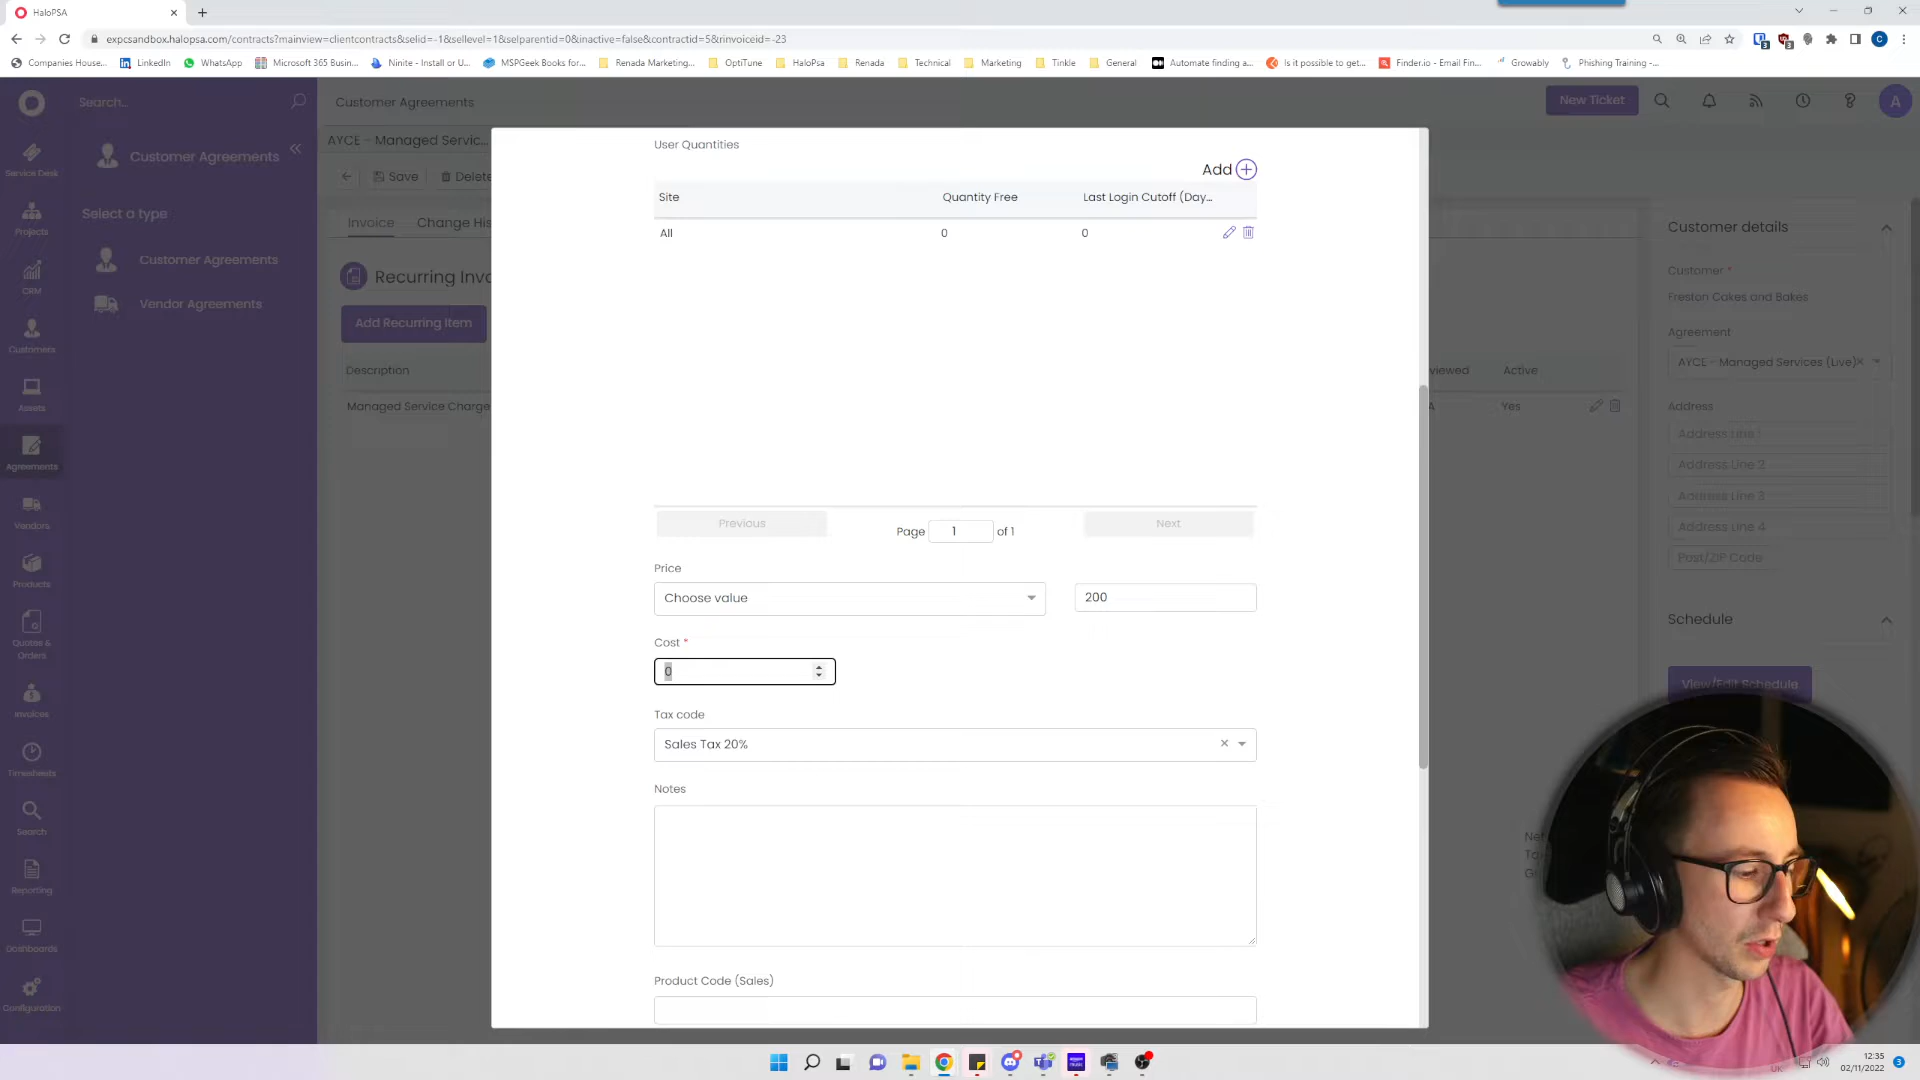 HaloPSA
expcsandbox.halopsa.com/contracts?mainview=clientcontracts&selid=-1&sellevel=1&selparentid=0&inactive=false&contractid=5&rinvoiceid=-23
Companies House...
LinkedIn
WhatsApp
Microsoft 365 Busin...
Ninite - Install or U...
MSPGeek Books for...
Renada Marketing...
OptiTune
HaloPsa
Renada
Technical
Marketing
Tinkle
General
Automate finding a...
Is it possible to get...
Finder.io - Email Fin...
Growably
Phishing Training -...
Search...
Customer Agreements
New Ticket
A
Service Desk
Projects
CRM
Customers
Assets
Agreements
Vendors
Products
Quotes &
Orders
Invoices
Timesheets
Search
Reporting
Dashboards
Configuration
Customer Agreements
Select a type
Customer Agreements
Vendor Agreements
AYCE - Managed Servic...
Save
Delete
Invoice
Change His
Recurring Invo
Add Recurring Item
Description
Managed Service Charge
User Quantities
Add
Site
Quantity Free
Last Login Cutoff (Day...
All
0
0
Previous
Page
1
of 1
Next
Price
Choose value
200
Cost *
0
Tax code
Sales Tax 20%
Notes
Product Code (Sales)
viewed
Active
A
Yes
Customer details
Customer *
Freston Cakes and Bakes
Agreement
AYCE - Managed Services (Live)
Address
Address Line 1
Address Line 2
Address Line 3
Address Line 4
Post/ZIP Code
Schedule
View/Edit Schedule
12:35
02/11/2022
3